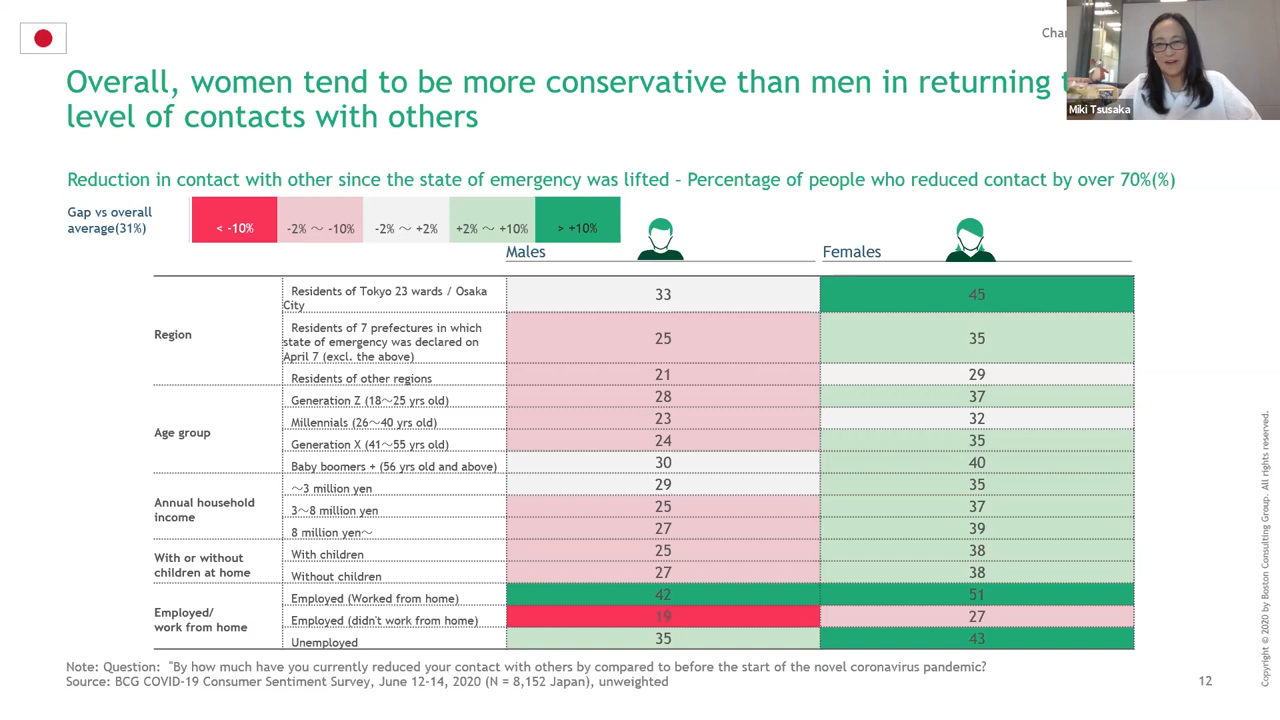 Overall, women tend to be more conservative than men in returning
level of contacts with others
Miki Tsusaka
Reduction in contact with other since the state of emergency was lifted – Percentage of people who reduced contact by over 70%(%)
Gap vs overall
average(31%)
< -10%
-2% ～ -10%
-2% ～ +2%
+2% ～ +10%
> +10%
Males
Females
Region
Residents of Tokyo 23 wards / Osaka
City
33
45
Residents of 7 prefectures in which
state of emergency was declared on
April 7 (excl. the above)
25
35
Residents of other regions
21
29
Age group
Generation Z (18～25 yrs old)
28
37
Millennials (26～40 yrs old)
23
32
Generation X (41～55 yrs old)
24
35
Baby boomers + (56 yrs old and above)
30
40
Annual household
income
～3 million yen
29
35
3～8 million yen
25
37
8 million yen～
27
39
With or without
children at home
With children
25
38
Without children
27
38
Employed/
work from home
Employed (Worked from home)
42
51
Employed (didn't work from home)
19
27
Unemployed
35
43
Note: Question:  "By how much have you currently reduced your contact with others by compared to before the start of the novel coronavirus pandemic?
Source: BCG COVID-19 Consumer Sentiment Survey, June 12-14, 2020 (N = 8,152 Japan), unweighted
12
Copyright © 2020 by Boston Consulting Group. All rights reserved.